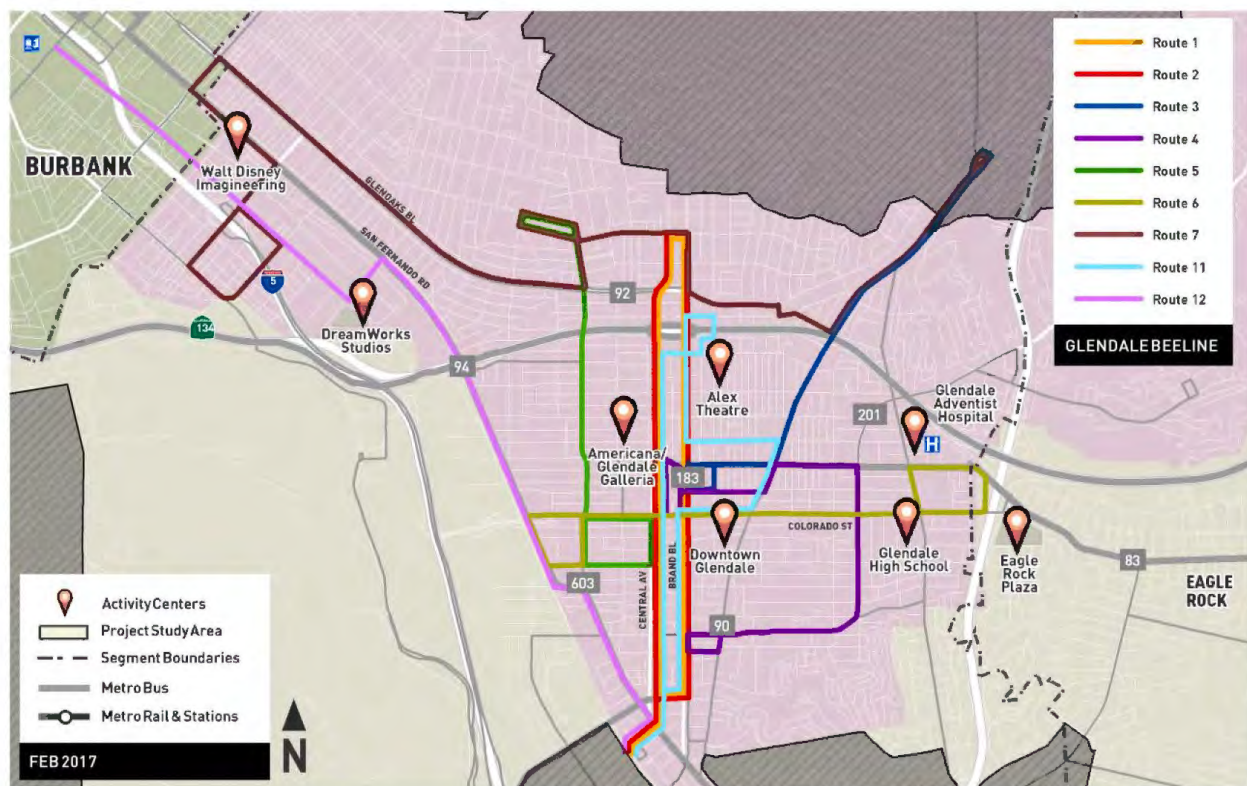 BURBANK
Walt Disney
Imagineering
GLENOAKS BL
SAN FERNANDO RD
5
134
DreamWorks
Studios
92
94
Alex
Theatre
Americana/
Glendale
Galleria
201
Glendale
Adventist
Hospital
H
183
COLORADO ST
Downtown
Glendale
Glendale
High School
Eagle
Rock
Plaza
83
EAGLE
ROCK
603
CENTRAL AV
BRAND BL
90
Route 1
Route 2
Route 3
Route 4
Route 5
Route 6
Route 7
Route 11
Route 12
GLENDALE BEELINE
Activity Centers
Project Study Area
Segment Boundaries
Metro Bus
Metro Rail & Stations
FEB 2017
N